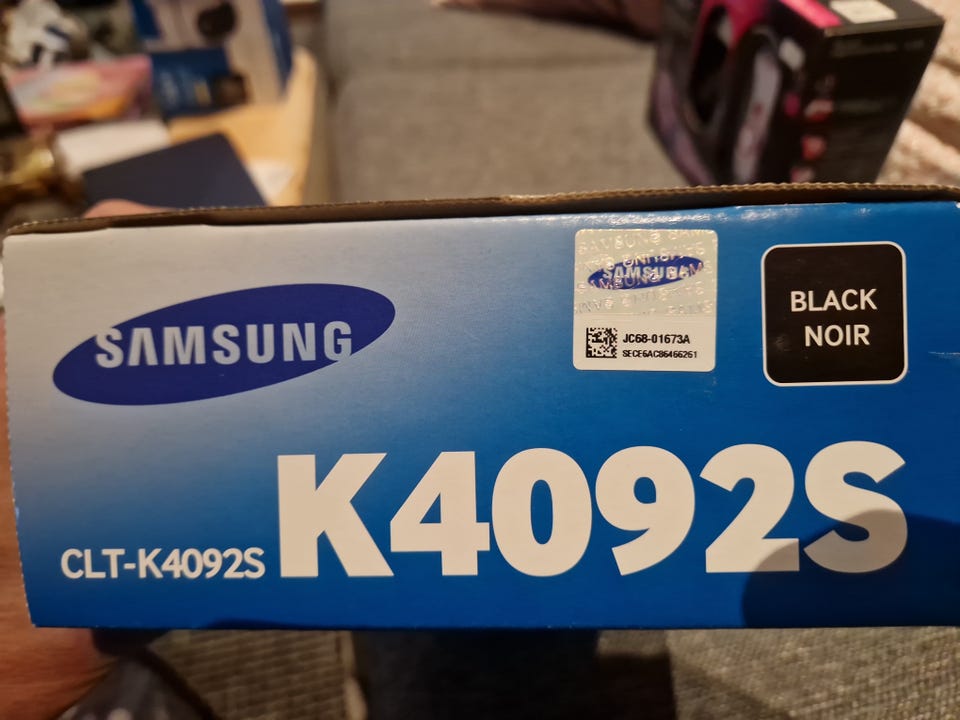 SAMSUNG
SAMSUNG
JC68-01673A
SECE6AC86466261
BLACK
NOIR
CLT-K4092S
K4092S